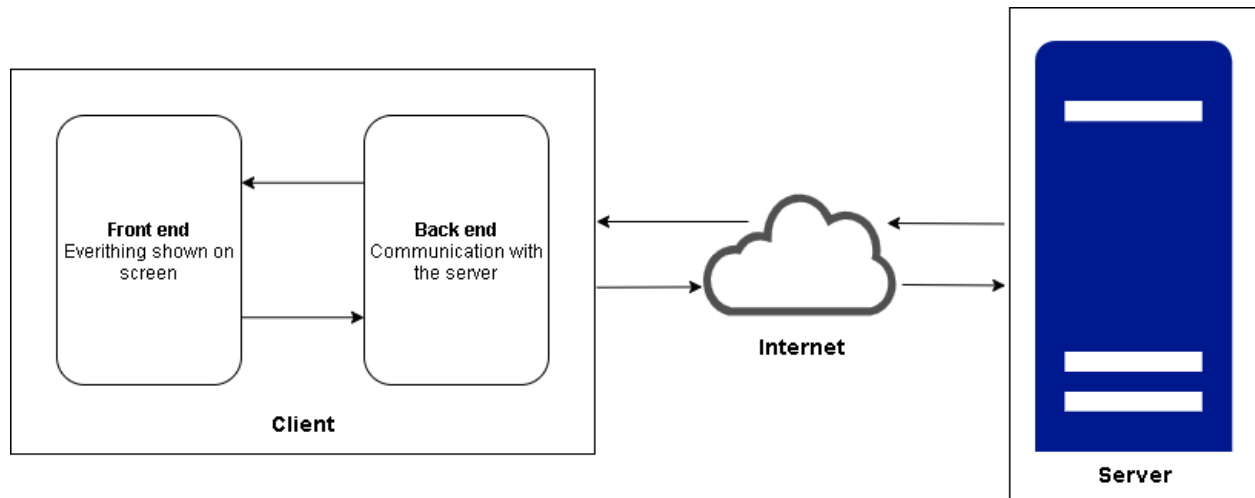 Front end
Everithing shown on
screen
Back end
Communication with
the server
Client
Internet
Server